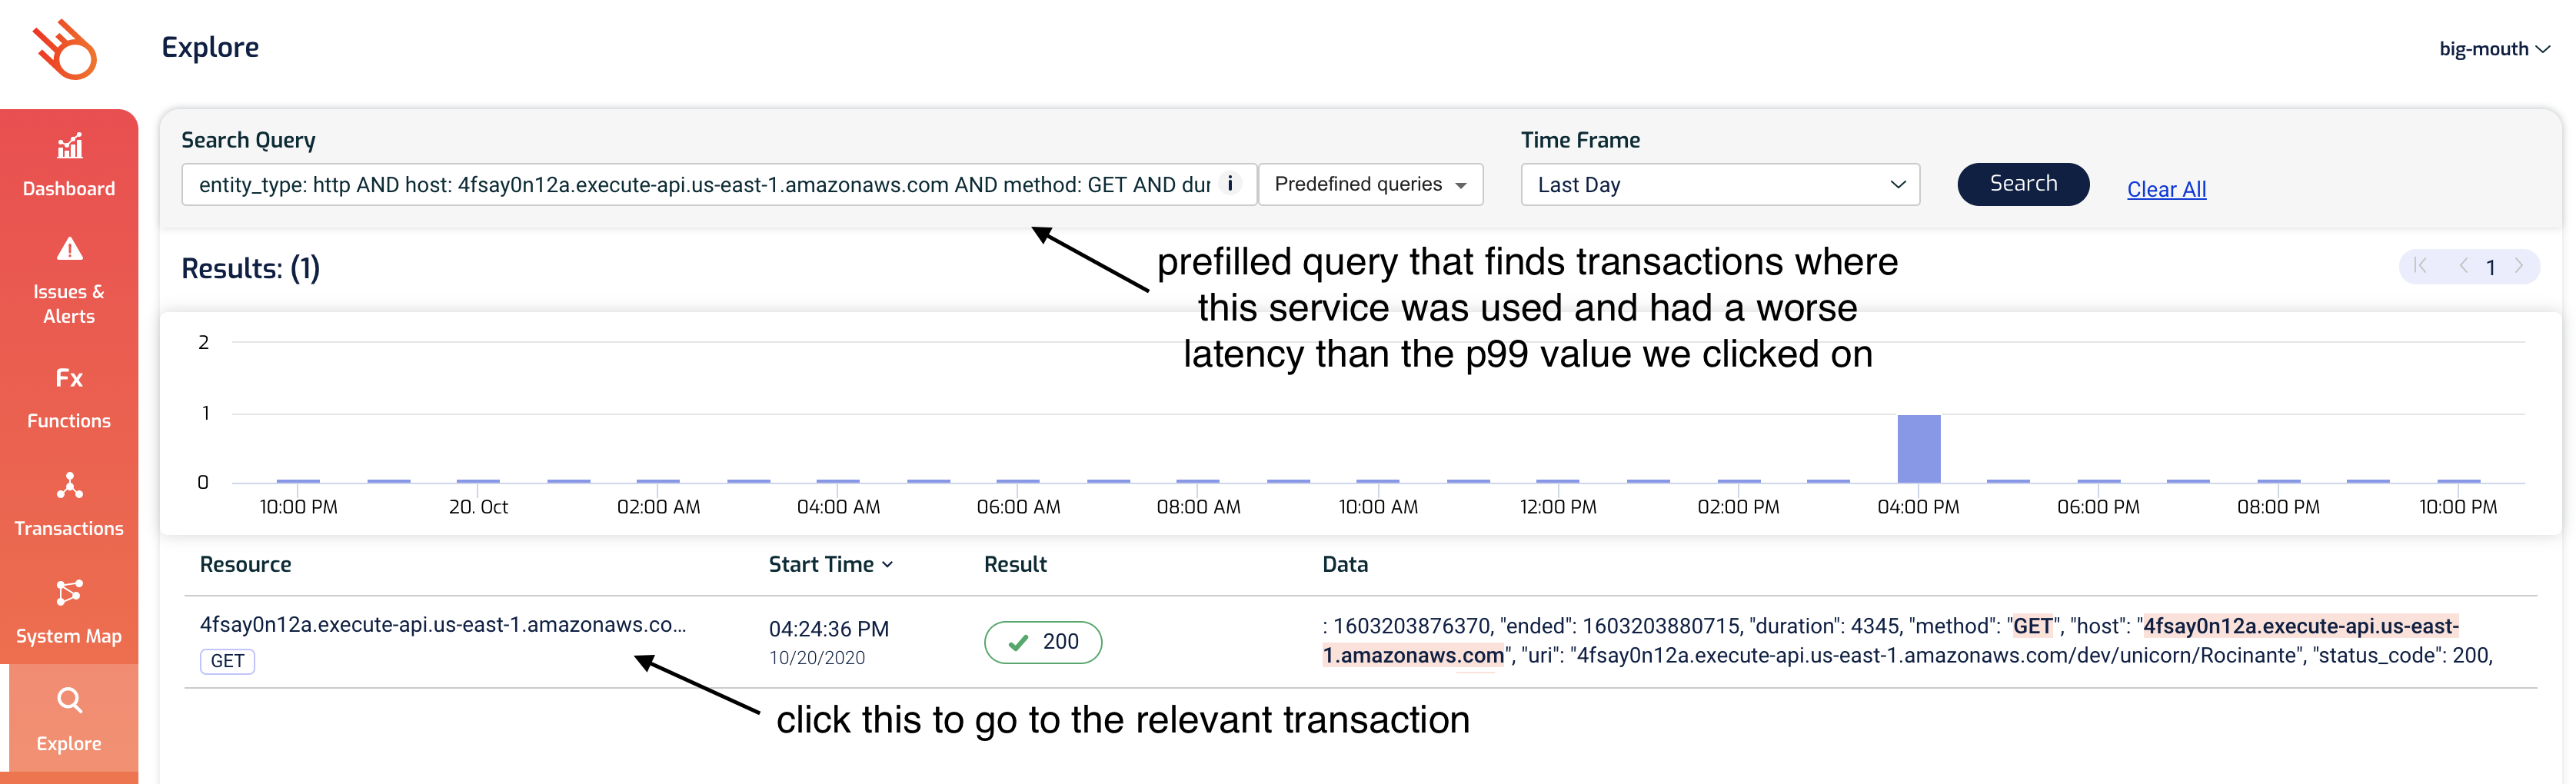 Explore
big-mouth
Dashboard
Issues &
Alerts
Fx
Functions
Transactions
System Map
Explore
Search Query
entity_type: http AND host: 4fsay0n12a.execute-api.us-east-1.amazonaws.com AND method: GET AND dur
i
Predefined queries
Time Frame
Last Day
Search
Clear All
Results: (1)
prefilled query that finds transactions where
this service was used and had a worse
latency than the p99 value we clicked on
1
2
1
0
10:00 PM
20. Oct
02:00 AM
04:00 AM
06:00 AM
08:00 AM
10:00 AM
12:00 PM
02:00 PM
04:00 PM
06:00 PM
08:00 PM
10:00 PM
Resource
Start Time
Result
Data
4fsay0n12a.execute-api.us-east-1.amazonaws.co...
GET
04:24:36 PM
10/20/2020
200
: 1603203876370, "ended": 1603203880715, "duration": 4345, "method": "GET", "host": "4fsay0n12a.execute-api.us-east-
1.amazonaws.com", "uri": "4fsay0n12a.execute-api.us-east-1.amazonaws.com/dev/unicorn/Rocinante", "status_code": 200,
click this to go to the relevant transaction